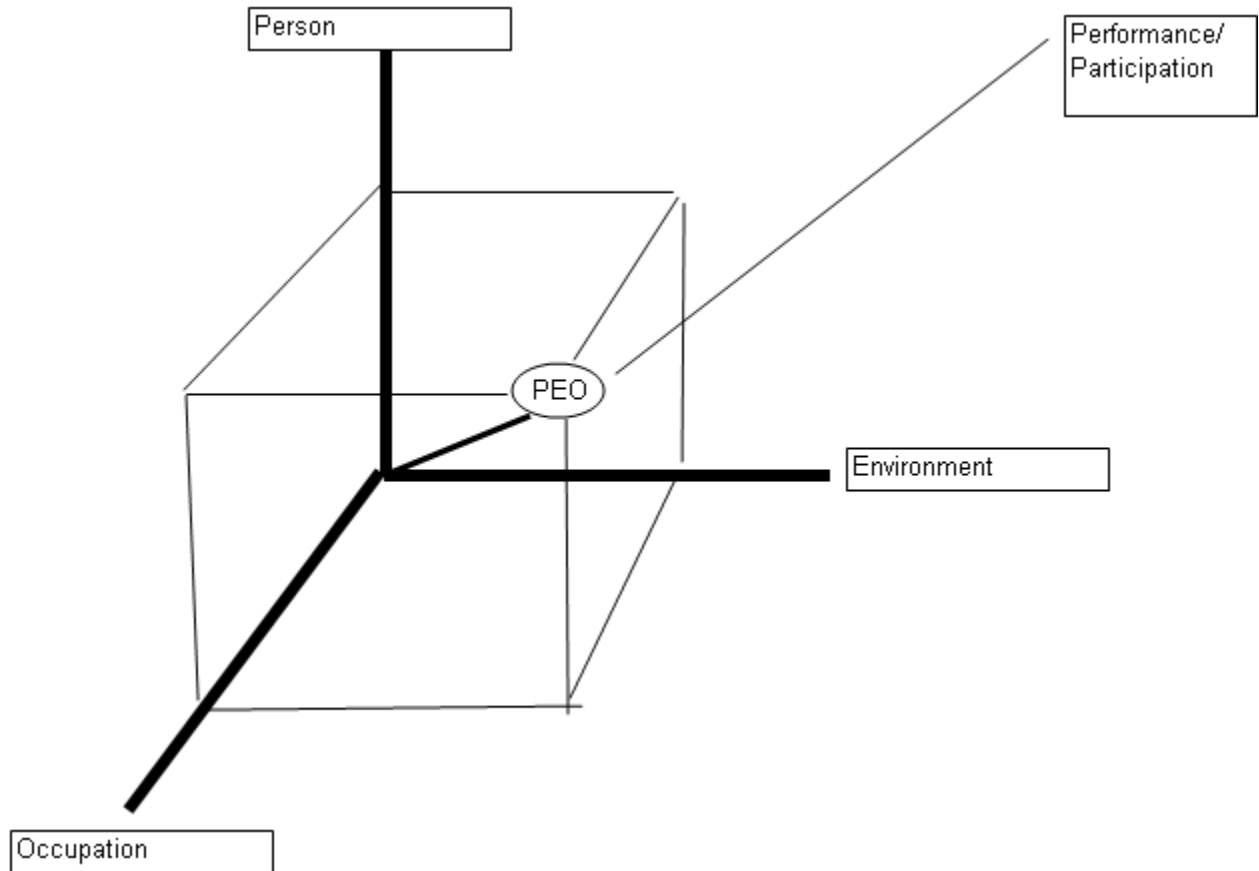 Person
Performance/
Participation
PEO
Environment
Occupation